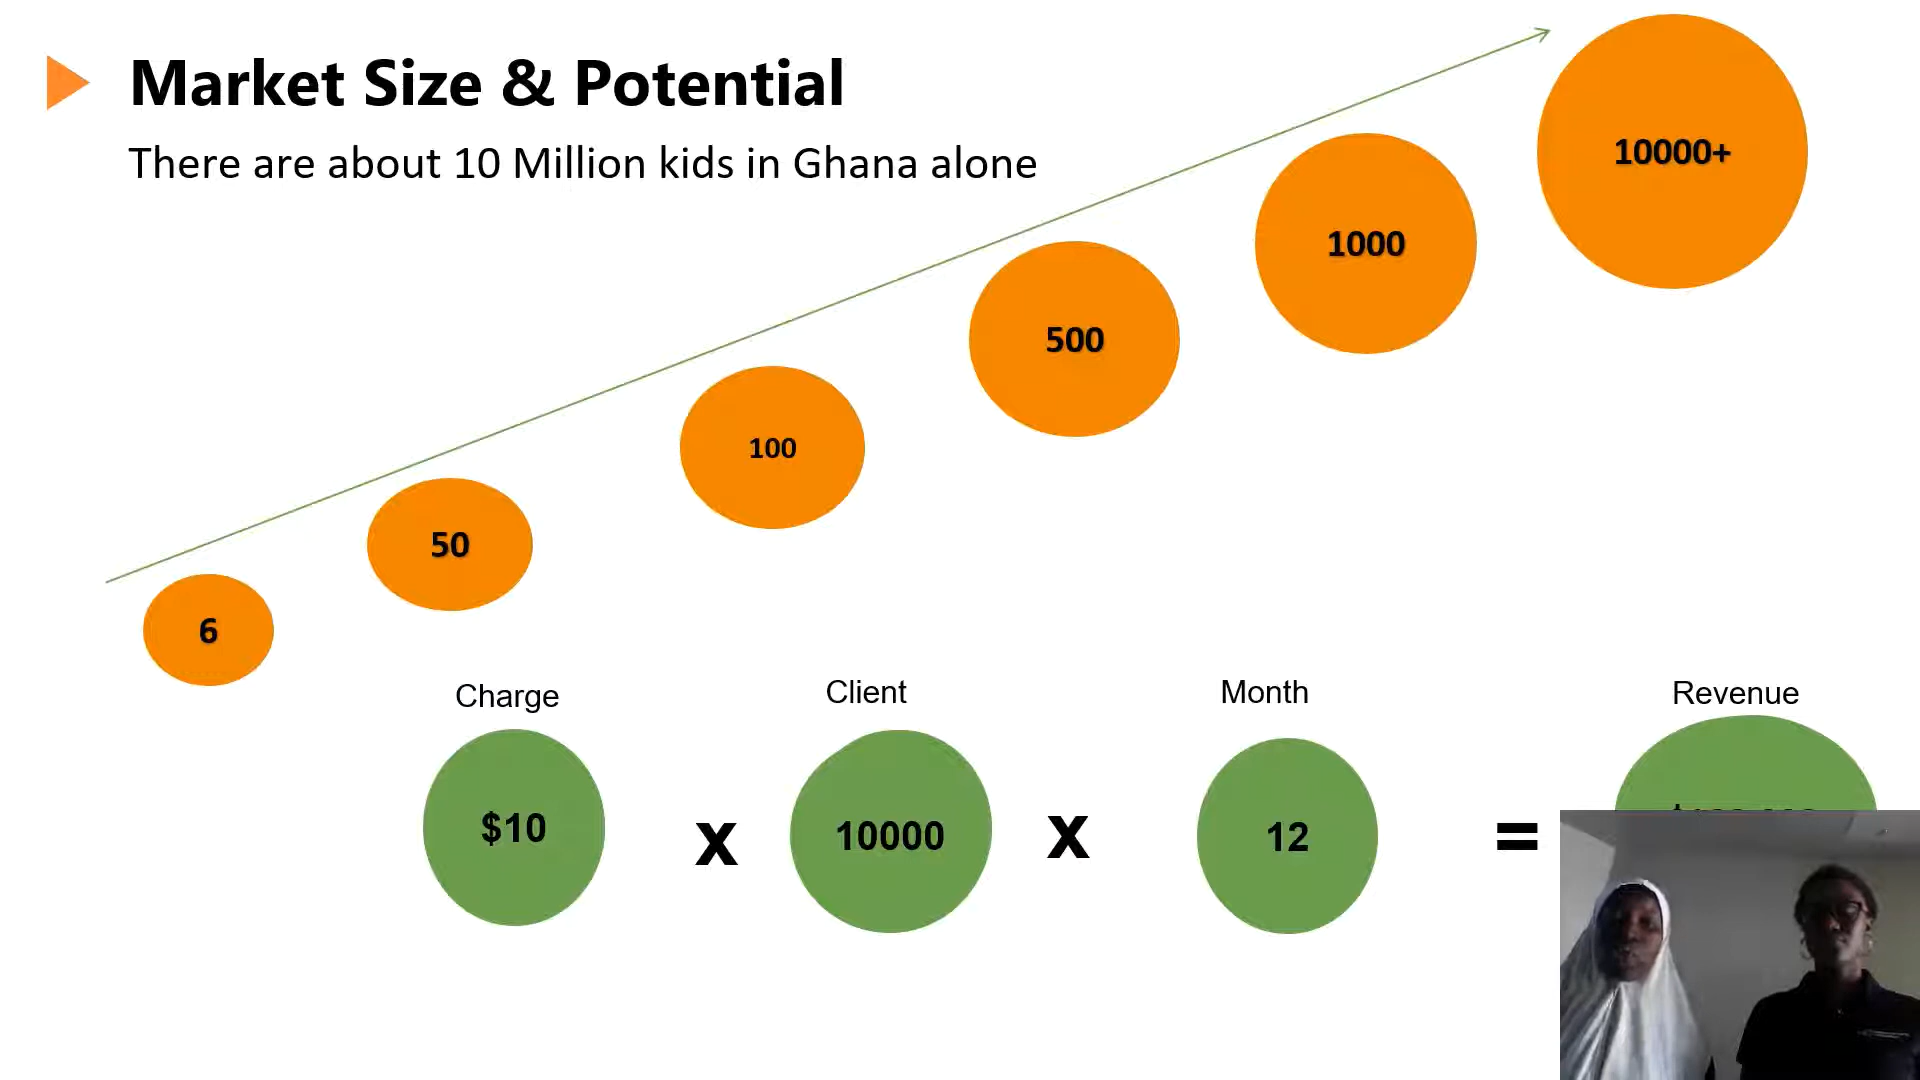 Market Size & Potential
There are about 10 Million kids in Ghana alone
10000+
1000
500
100
50
6
Charge
Client
Month
Revenue
$10
x
10000
x
12
=